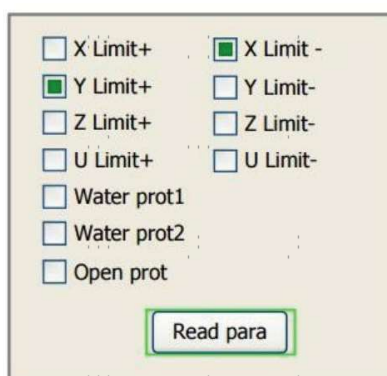 X Limit+ X Limit -
Y Limit+ Y Limit-
Z Limit+ Z Limit-
U Limit+ U Limit-
Water prot1
Water prot2
Open prot
Read para